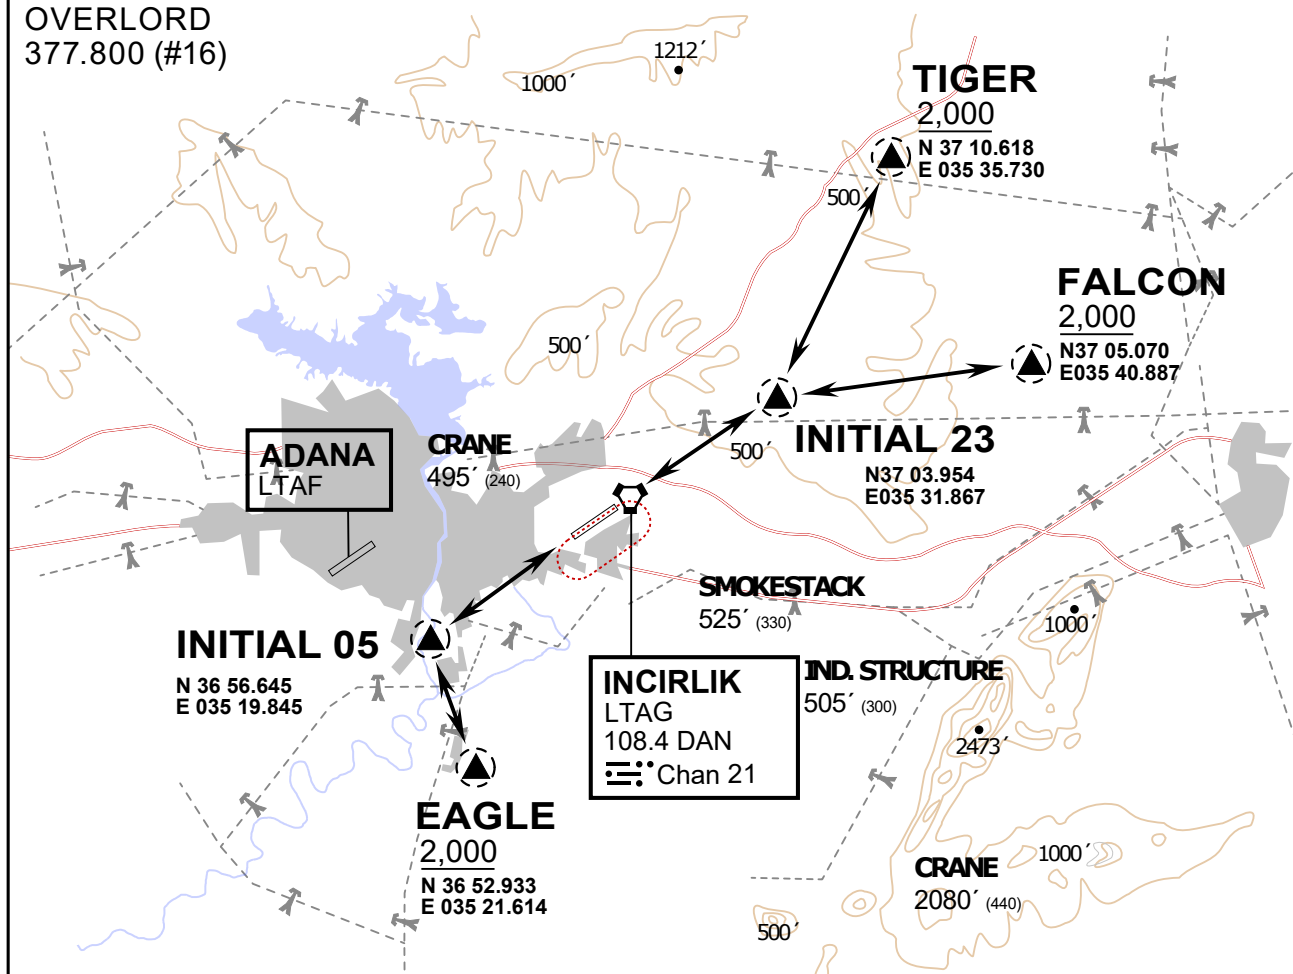 OVERLORD
377.800 (#16)
1212´
1000´
TIGER
2,000
N 37 10.618
E 035 35.730
500´
FALCON
2,000
N37 05.070
E035 40.887
500´
ADANA
LTAF
CRANE
495´ (240)
500´
INITIAL 23
N37 03.954
E035 31.867
SMOKESTACK
525´ (330)
1000´
INITIAL 05
N 36 56.645
E 035 19.845
INCIRLIK
LTAG
108.4 DAN
Chan 21
IND. STRUCTURE
505´ (300)
2473´
EAGLE
2,000
N 36 52.933
E 035 21.614
CRANE
2080´ (440)
1000´
500´